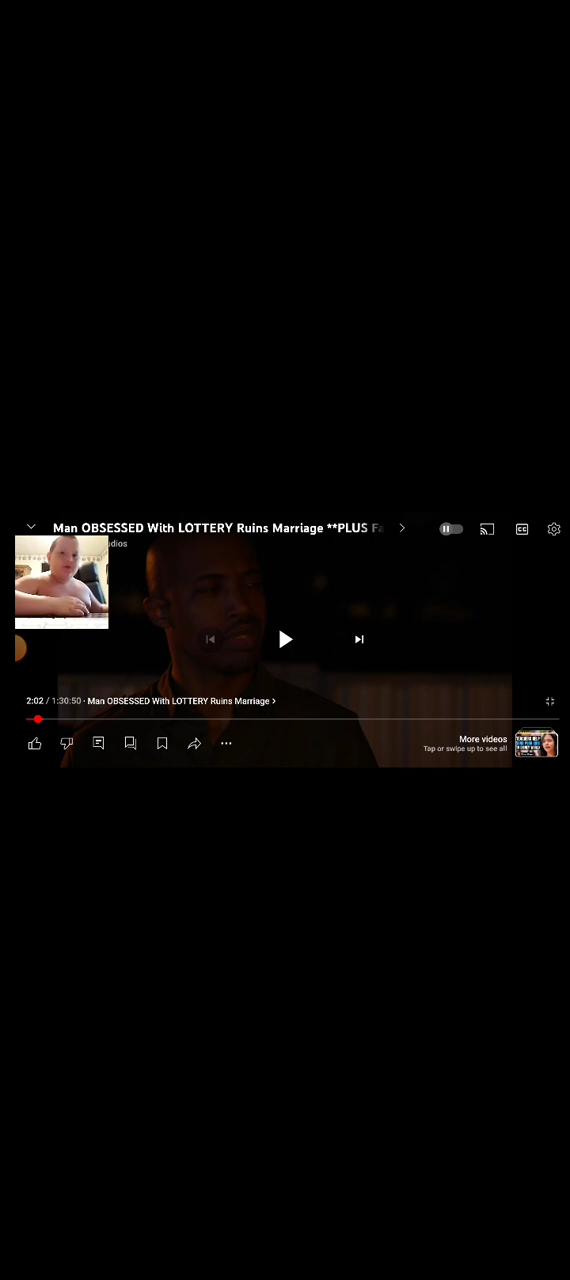 Man OBSESSED With LOTTERY Ruins Marriage **PLUS Fa
udios
CC
2:02 / 1:30:50 · Man OBSESSED With LOTTERY Ruins Marriage >
More videos
Tap or swipe up to see all